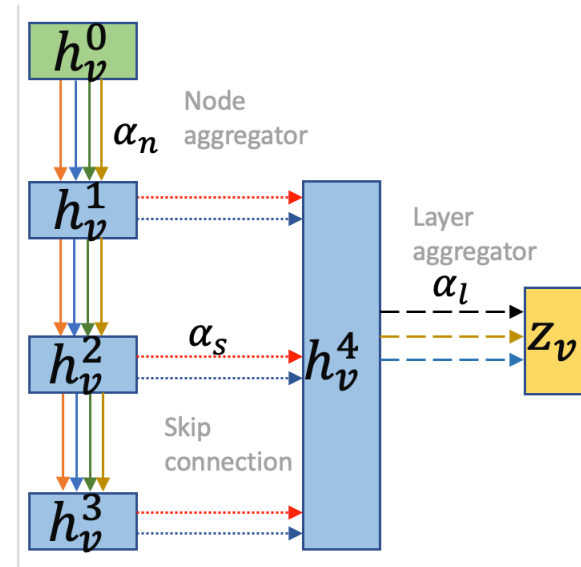 h_v^0
Node
aggregator
α_n
h_v^1
Layer
aggregator
α_l
h_v^2
α_s
h_v^4
z_v
Skip
connection
h_v^3